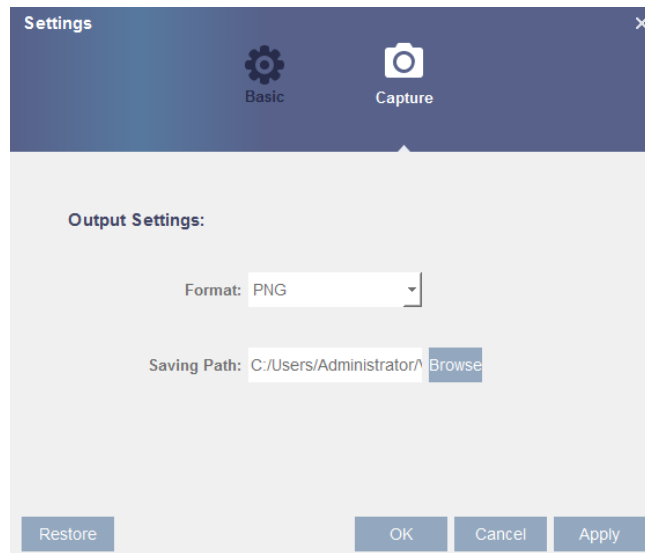 Settings
Basic
Capture
Output Settings:
Format: PNG
Saving Path: C:/Users/Administrator/ Browse
Restore OK Cancel Apply